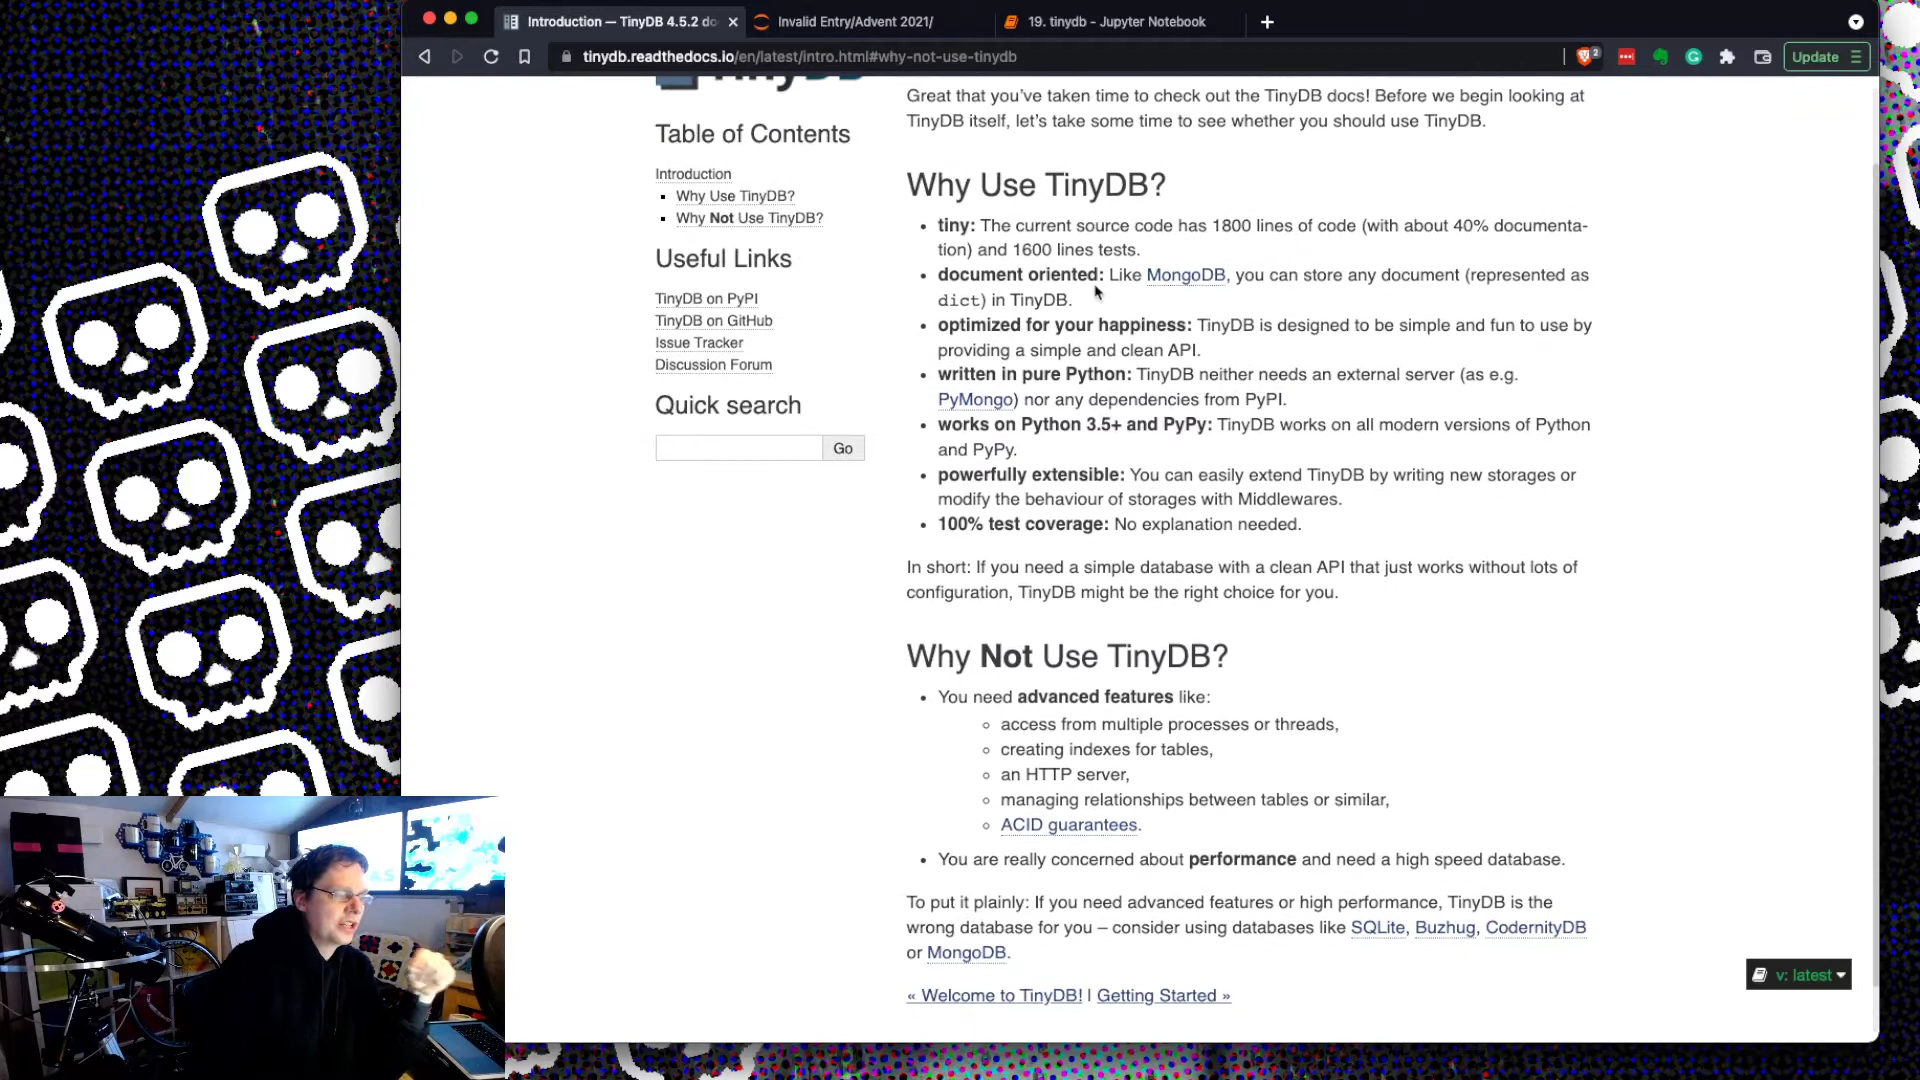 Introduction — TinyDB 4.5.2 do
Invalid Entry/Advent 2021/
19. tinydb - Jupyter Notebook
tinydb.readthedocs.io/en/latest/intro.html#why-not-use-tinydb
2
Update
TinyDB
Table of Contents
Introduction
Why Use TinyDB?
Why Not Use TinyDB?
Useful Links
TinyDB on PyPI
TinyDB on GitHub
Issue Tracker
Discussion Forum
Quick search
Go
Great that you've taken time to check out the TinyDB docs! Before we begin looking at
TinyDB itself, let's take some time to see whether you should use TinyDB.
Why Use TinyDB?
• tiny: The current source code has 1800 lines of code (with about 40% documenta-
tion) and 1600 lines tests.
• document oriented: Like MongoDB, you can store any document (represented as
dict) in TinyDB.
• optimized for your happiness: TinyDB is designed to be simple and fun to use by
providing a simple and clean API.
• written in pure Python: TinyDB neither needs an external server (as e.g.
PyMongo) nor any dependencies from PyPI.
• works on Python 3.5+ and PyPy: TinyDB works on all modern versions of Python
and PyPy.
• powerfully extensible: You can easily extend TinyDB by writing new storages or
modify the behaviour of storages with Middlewares.
• 100% test coverage: No explanation needed.
In short: If you need a simple database with a clean API that just works without lots of
configuration, TinyDB might be the right choice for you.
Why Not Use TinyDB?
• You need advanced features like:
◦ access from multiple processes or threads,
◦ creating indexes for tables,
◦ an HTTP server,
◦ managing relationships between tables or similar,
◦ ACID guarantees.
• You are really concerned about performance and need a high speed database.
To put it plainly: If you need advanced features or high performance, TinyDB is the
wrong database for you – consider using databases like SQLite, Buzhug, CodernityDB
or MongoDB.
« Welcome to TinyDB! | Getting Started »
v: latest